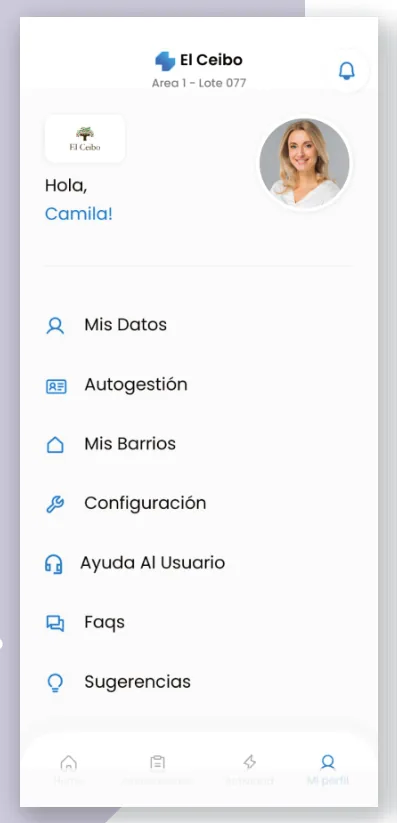 El Ceibo
Area 1 - Lote 077
El Ceibo
Hola,
Camila!
Mis Datos
Autogestión
Mis Barrios
Configuración
Ayuda Al Usuario
Faqs
Sugerencias
Mi perfil